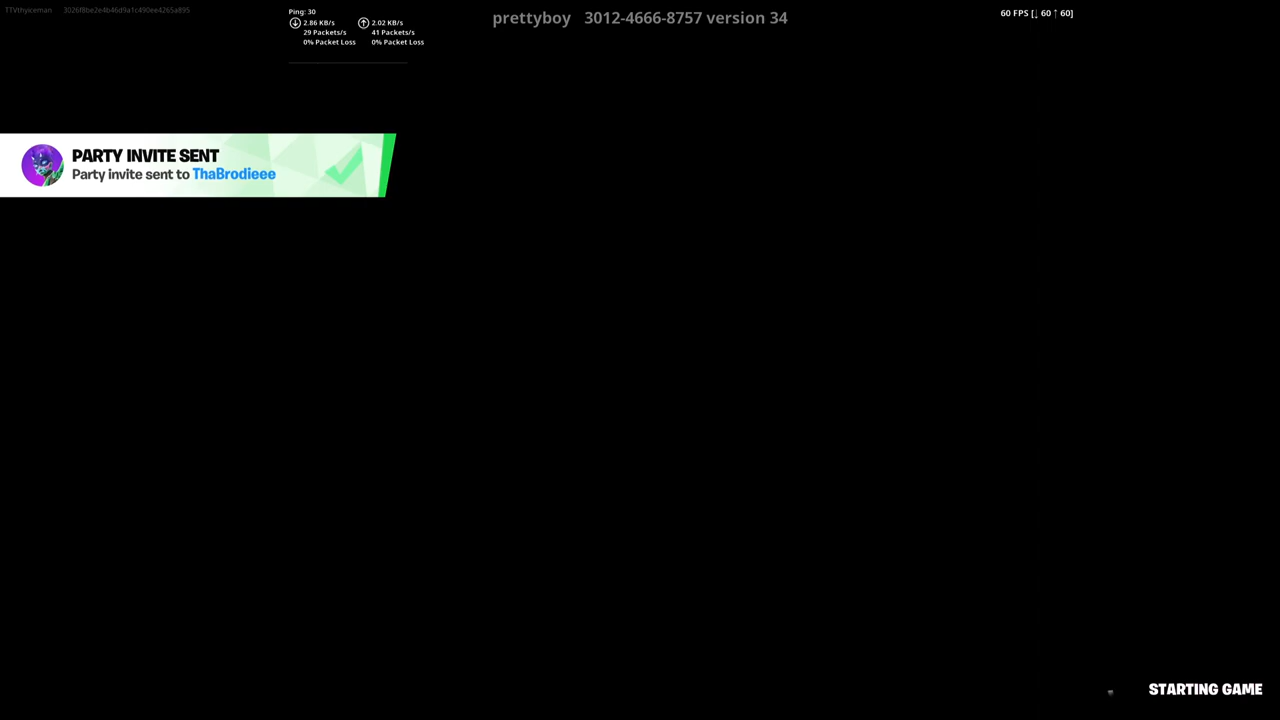 TTVthyiceman 3026f8be2e4b46d9a1c490ee4265a895
Ping: 30
2.86 KB/s 2.02 KB/s
29 Packets/s 41 Packets/s
0% Packet Loss 0% Packet Loss
prettyboy 3012-4666-8757 version 34
60 FPS [↓ 60 ↑ 60]
PARTY INVITE SENT
Party invite sent to ThaBrodieee
STARTING GAME